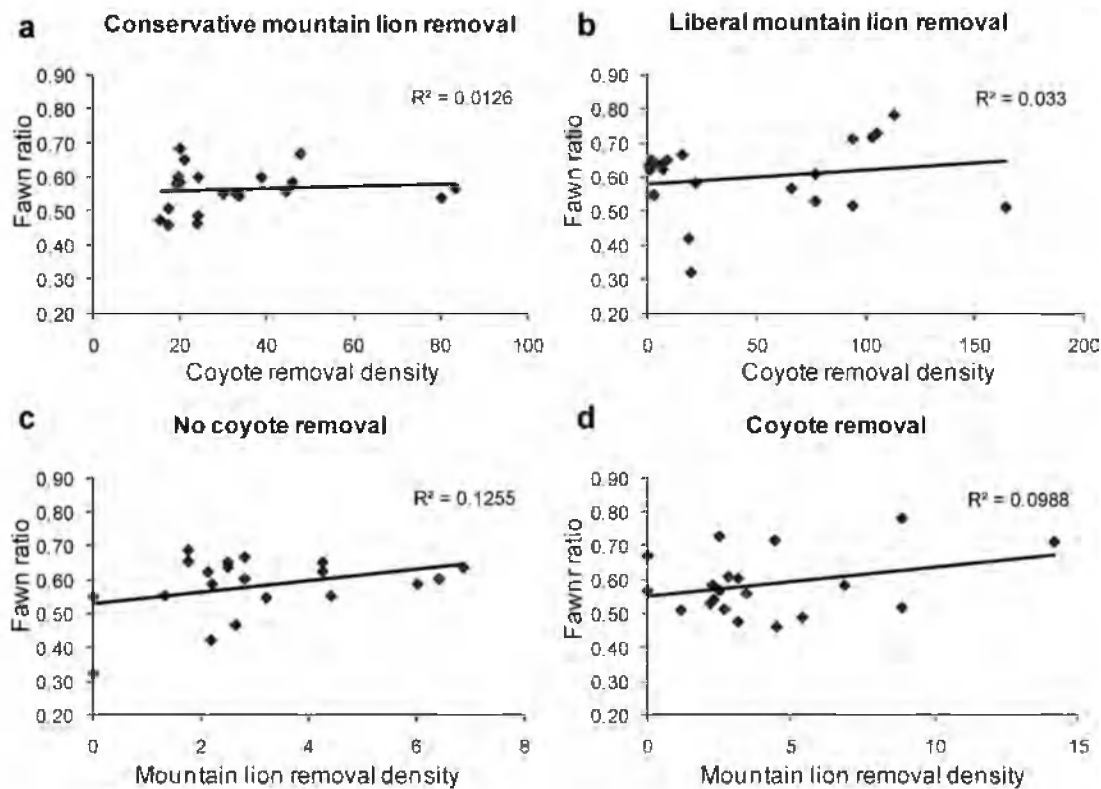 a Conservative mountain lion removal
R² = 0.0126
Fawn ratio
0.90
0.80
0.70
0.60
0.50
0.40
0.30
0.20
0 20 40 60 80 100
Coyote removal density
b Liberal mountain lion removal
R² = 0.033
Fawn ratio
0.90
0.80
0.70
0.60
0.50
0.40
0.30
0.20
0 50 100 150 200
Coyote removal density
c No coyote removal
R² = 0.1255
Fawn ratio
0.90
0.80
0.70
0.60
0.50
0.40
0.30
0.20
0 2 4 6 8
Mountain lion removal density
d Coyote removal
R² = 0.0988
Fawn ratio
0.90
0.80
0.70
0.60
0.50
0.40
0.30
0.20
0 5 10 15
Mountain lion removal density